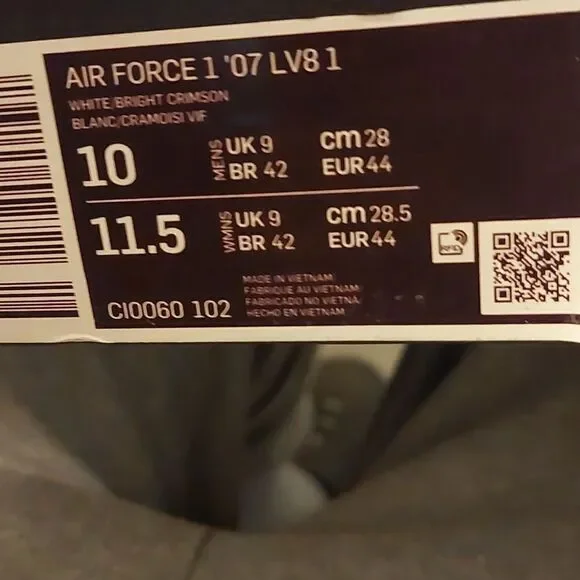 AIR FORCE 1 '07 LV8 1
WHITE/BRIGHT CRIMSON
BLANC/CRAMOISI VIF
10 MENS UK 9 cm 28
BR 42 EUR 44
11.5 WMNS UK 9 cm 28.5
BR 42 EUR 44
RFID
MADE IN VIETNAM
FABRIQUE AU VIETNAM
FABRICADO NO VIETNA
HECHO EN VIETNAM
CI0060 102